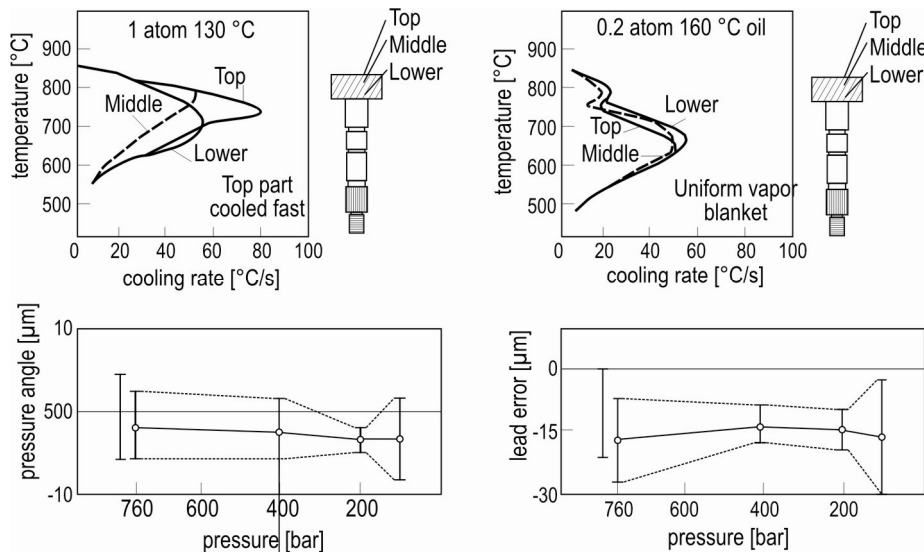 1 atom 130 °C
Top
Middle
Lower
temperature [°C]
900
800
700
600
500
Top
Middle
Lower
Top part
cooled fast
0 20 40 60 80 100
cooling rate [°C/s]
0.2 atom 160 °C oil
Top
Middle
Lower
temperature [°C]
900
800
700
600
500
Lower
Top
Middle
Uniform vapor
blanket
0 20 40 60 80 100
cooling rate [°C/s]
pressure angle [µm]
10
500
-10
760 600 400 200
pressure [bar]
lead error [µm]
0
-15
-30
760 600 400 200
pressure [bar]